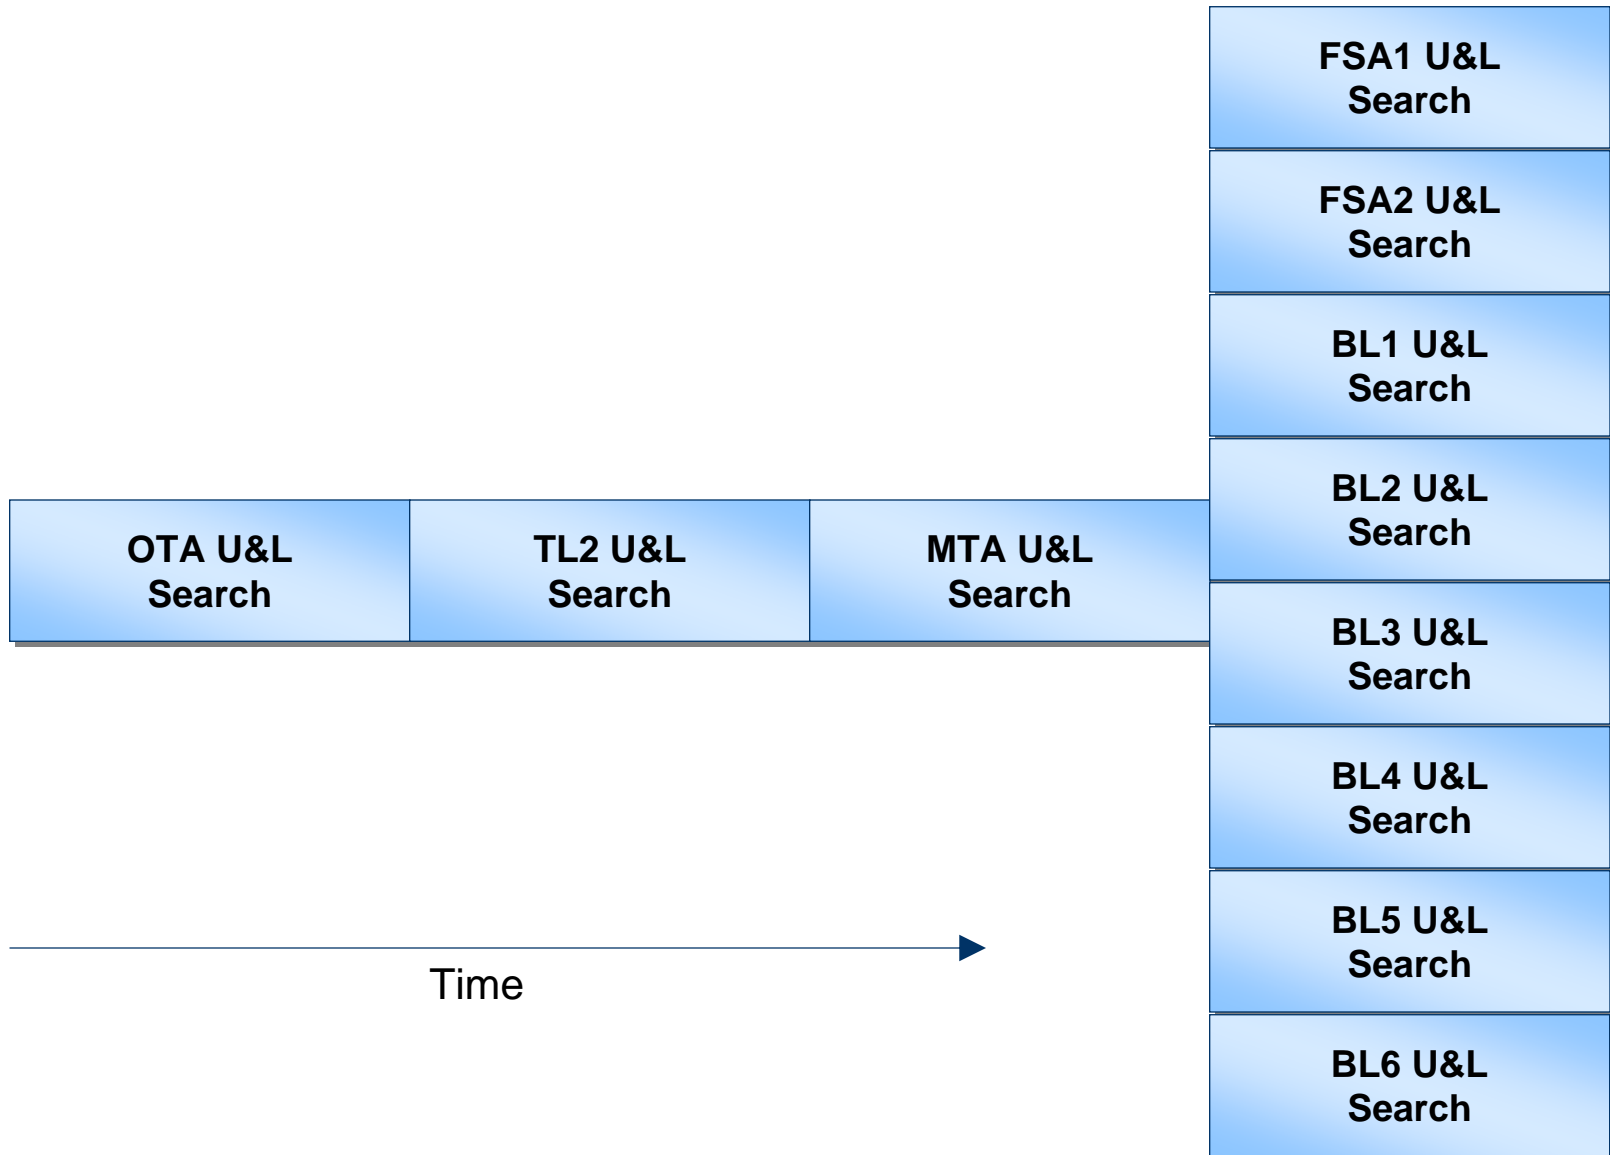 FSA1 U&L
Search
FSA2 U&L
Search
BL1 U&L
Search
BL2 U&L
Search
OTA U&L
Search
TL2 U&L
Search
MTA U&L
Search
BL3 U&L
Search
BL4 U&L
Search
BL5 U&L
Search
Time
BL6 U&L
Search